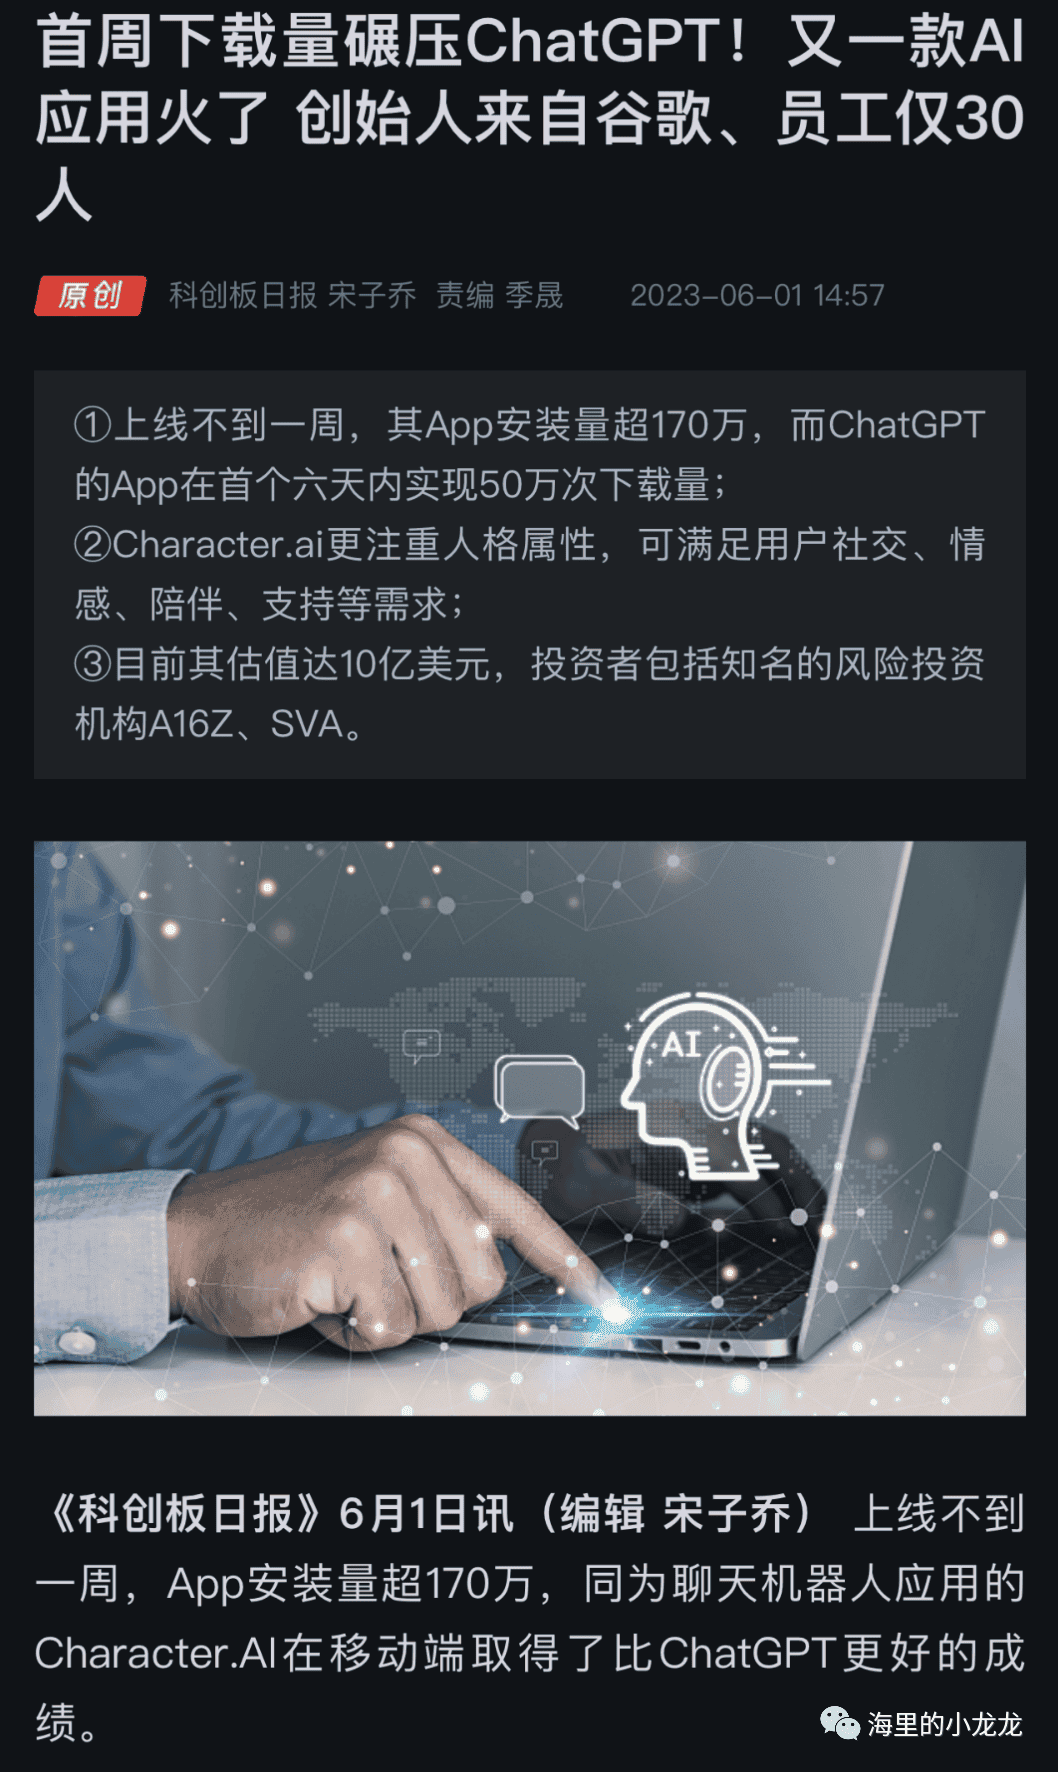 首周下载量碾压ChatGPT！又一款AI
应用火了 创始人来自谷歌、员工仅30
人
原创 科创板日报 宋子乔 责编 季晟 2023-06-01 14:57
①上线不到一周，其App安装量超170万，而ChatGPT
的App在首个六天内实现50万次下载量；
②Character.ai更注重人格属性，可满足用户社交、情
感、陪伴、支持等需求；
③目前其估值达10亿美元，投资者包括知名的风险投资
机构A16Z、SVA。
AI
《科创板日报》6月1日讯（编辑 宋子乔） 上线不到
一周，App安装量超170万，同为聊天机器人应用的
Character.AI在移动端取得了比ChatGPT更好的成
绩。
海里的小龙龙